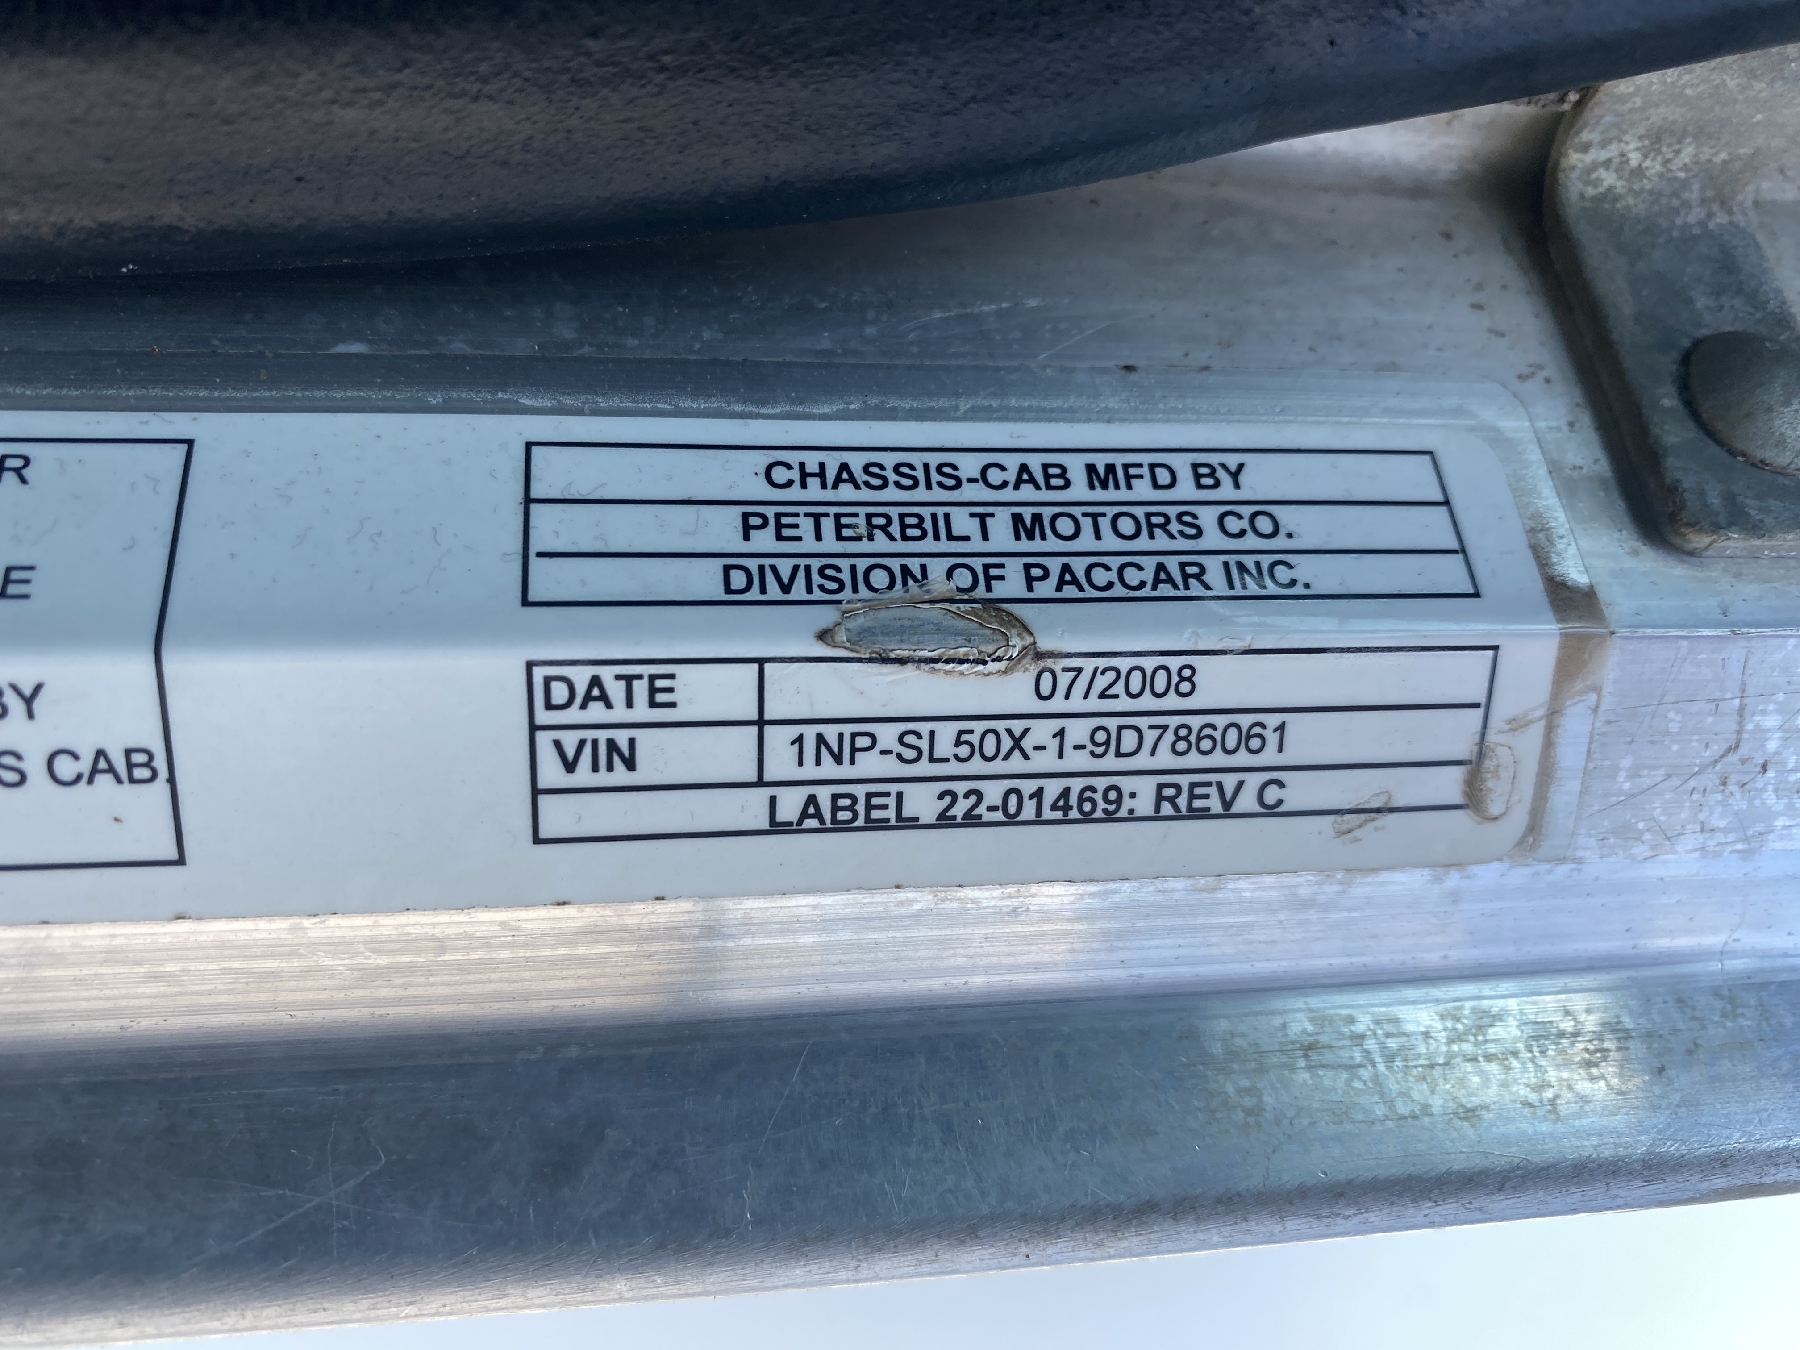 R
E
BY
S CAB.
CHASSIS-CAB MFD BY
PETERBILT MOTORS CO.
DIVISION OF PACCAR INC.
DATE 07/2008
VIN 1NP-SL50X-1-9D786061
LABEL 22-01469: REV C